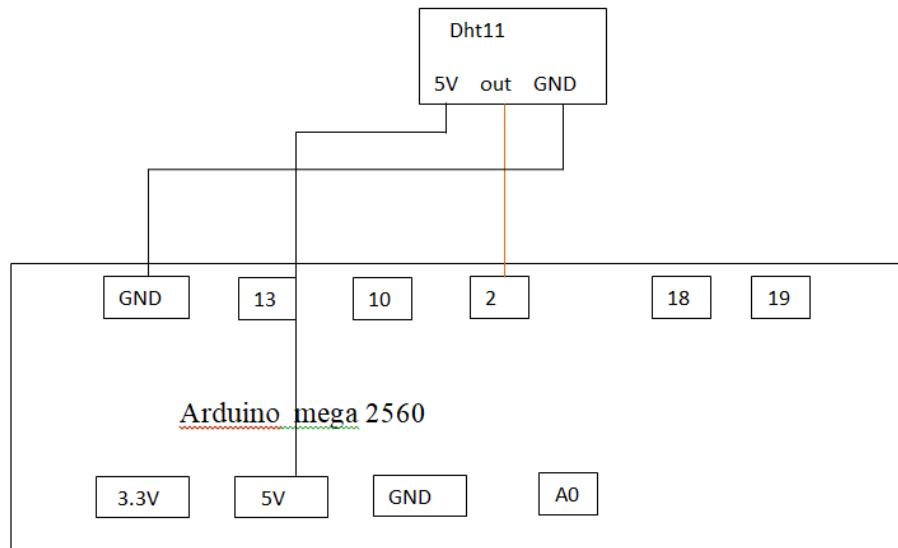 Dht11
5V out GND
GND 13 10 2 18 19
Arduino mega 2560
3.3V 5V GND A0